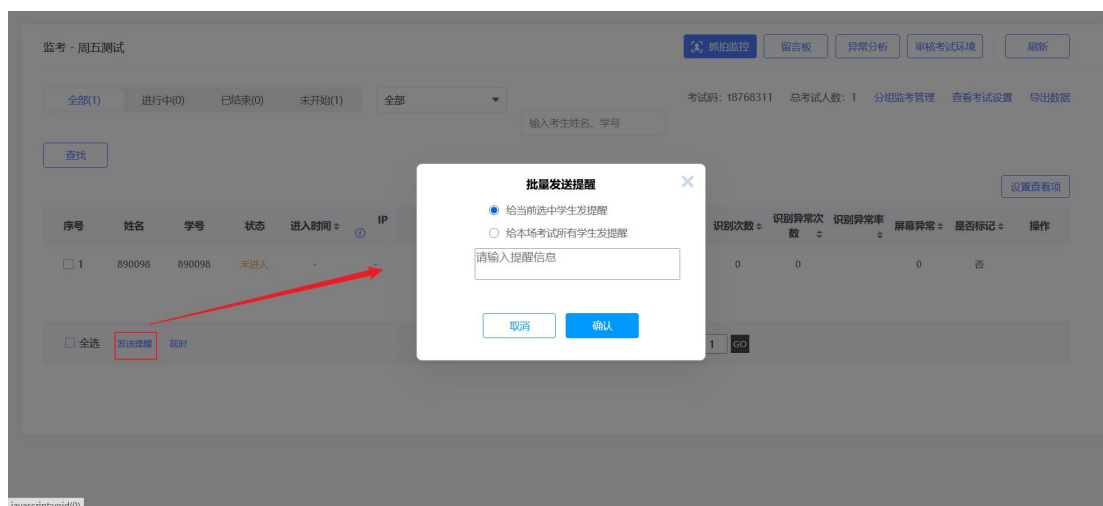 监考 - 周五测试
抓拍监控 留言板 异常分析 审核考试环境 刷新
全部(1) 进行中(0) 已结束(0) 未开始(1) 全部 考试码: t8768311 总考试人数: 1 分组监考管理 查看考试设置 导出数据
输入考生姓名、学号
查找
批量发送提醒
设置查看项
给当前选中学生发提醒
给本场考试所有学生发提醒
序号 姓名 学号 状态 进入时间 IP 识别次数 识别异常次数 识别异常率 屏幕异常 是否标记 操作
请输入提醒信息
1 890098 890098 未进入 - - 0 0 0 否
取消 确认
全选 发送提醒 延时 1 GO
javascript:void(0)